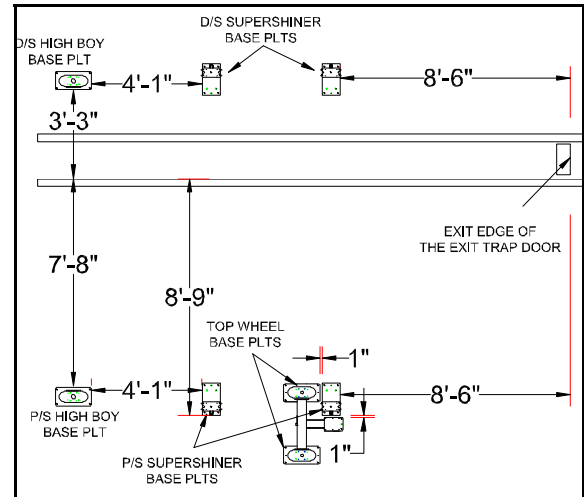 D/S SUPERSHINER
BASE PLTS
D/S HIGH BOY
BASE PLT
4'-1"
8'-6"
3'-3"
EXIT EDGE OF
THE EXIT TRAP DOOR
7'-8"
8'-9"
TOP WHEEL
BASE PLTS
1"
4'-1"
8'-6"
P/S HIGH BOY
BASE PLT
P/S SUPERSHINER
BASE PLTS
1"